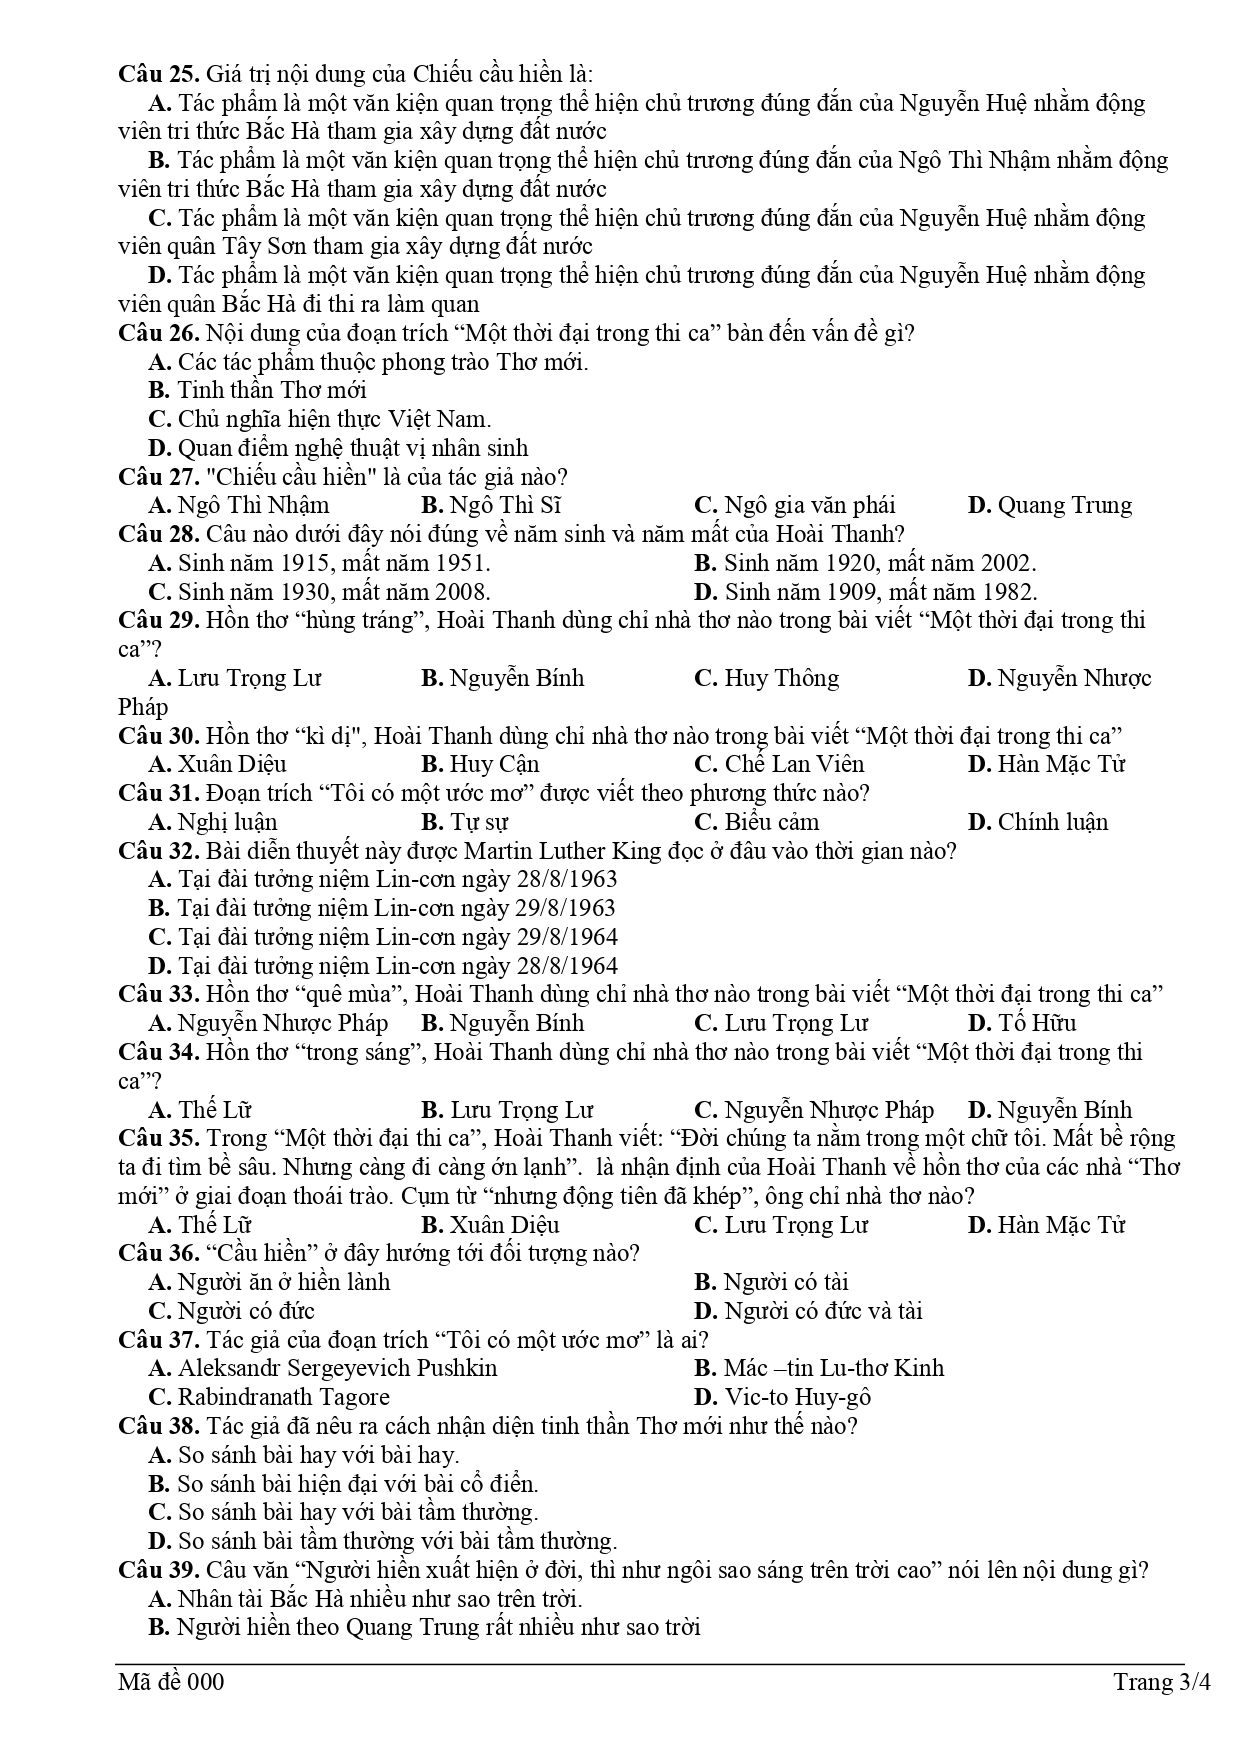 Câu 25. Giá trị nội dung của Chiếu cầu hiền là:
A. Tác phẩm là một văn kiện quan trọng thể hiện chủ trương đúng đắn của Nguyễn Huệ nhằm động
viên tri thức Bắc Hà tham gia xây dựng đất nước
B. Tác phẩm là một văn kiện quan trọng thể hiện chủ trương đúng đắn của Ngô Thì Nhậm nhằm động
viên tri thức Bắc Hà tham gia xây dựng đất nước
C. Tác phẩm là một văn kiện quan trọng thể hiện chủ trương đúng đắn của Nguyễn Huệ nhằm động
viên quân Tây Sơn tham gia xây dựng đất nước
D. Tác phẩm là một văn kiện quan trọng thể hiện chủ trương đúng đắn của Nguyễn Huệ nhằm động
viên quân Bắc Hà đi thi ra làm quan
Câu 26. Nội dung của đoạn trích “Một thời đại trong thi ca” bàn đến vấn đề gì?
A. Các tác phẩm thuộc phong trào Thơ mới.
B. Tinh thần Thơ mới
C. Chủ nghĩa hiện thực Việt Nam.
D. Quan điểm nghệ thuật vị nhân sinh
Câu 27. "Chiếu cầu hiền" là của tác giả nào?
A. Ngô Thì Nhậm B. Ngô Thì Sĩ C. Ngô gia văn phái D. Quang Trung
Câu 28. Câu nào dưới đây nói đúng về năm sinh và năm mất của Hoài Thanh?
A. Sinh năm 1915, mất năm 1951. B. Sinh năm 1920, mất năm 2002.
C. Sinh năm 1930, mất năm 2008. D. Sinh năm 1909, mất năm 1982.
Câu 29. Hồn thơ “hùng tráng”, Hoài Thanh dùng chỉ nhà thơ nào trong bài viết “Một thời đại trong thi
ca”?
A. Lưu Trọng Lư B. Nguyễn Bính C. Huy Thông D. Nguyễn Nhược
Pháp
Câu 30. Hồn thơ “kì dị", Hoài Thanh dùng chỉ nhà thơ nào trong bài viết “Một thời đại trong thi ca”
A. Xuân Diệu B. Huy Cận C. Chế Lan Viên D. Hàn Mặc Tử
Câu 31. Đoạn trích “Tôi có một ước mơ” được viết theo phương thức nào?
A. Nghị luận B. Tự sự C. Biểu cảm D. Chính luận
Câu 32. Bài diễn thuyết này được Martin Luther King đọc ở đâu vào thời gian nào?
A. Tại đài tưởng niệm Lin-cơn ngày 28/8/1963
B. Tại đài tưởng niệm Lin-cơn ngày 29/8/1963
C. Tại đài tưởng niệm Lin-cơn ngày 29/8/1964
D. Tại đài tưởng niệm Lin-cơn ngày 28/8/1964
Câu 33. Hồn thơ “quê mùa”, Hoài Thanh dùng chỉ nhà thơ nào trong bài viết “Một thời đại trong thi ca”
A. Nguyễn Nhược Pháp B. Nguyễn Bính C. Lưu Trọng Lư D. Tố Hữu
Câu 34. Hồn thơ “trong sáng”, Hoài Thanh dùng chỉ nhà thơ nào trong bài viết “Một thời đại trong thi
ca”?
A. Thế Lữ B. Lưu Trọng Lư C. Nguyễn Nhược Pháp D. Nguyễn Bính
Câu 35. Trong “Một thời đại thi ca”, Hoài Thanh viết: “Đời chúng ta nằm trong một chữ tôi. Mất bề rộng
ta đi tìm bề sâu. Nhưng càng đi càng ớn lạnh”. là nhận định của Hoài Thanh về hồn thơ của các nhà “Thơ
mới” ở giai đoạn thoái trào. Cụm từ “nhưng động tiên đã khép”, ông chỉ nhà thơ nào?
A. Thế Lữ B. Xuân Diệu C. Lưu Trọng Lư D. Hàn Mặc Tử
Câu 36. “Cầu hiền” ở đây hướng tới đối tượng nào?
A. Người ăn ở hiền lành B. Người có tài
C. Người có đức D. Người có đức và tài
Câu 37. Tác giả của đoạn trích “Tôi có một ước mơ” là ai?
A. Aleksandr Sergeyevich Pushkin B. Mác –tin Lu-thơ Kinh
C. Rabindranath Tagore D. Vic-to Huy-gô
Câu 38. Tác giả đã nêu ra cách nhận diện tinh thần Thơ mới như thế nào?
A. So sánh bài hay với bài hay.
B. So sánh bài hiện đại với bài cổ điển.
C. So sánh bài hay với bài tầm thường.
D. So sánh bài tầm thường với bài tầm thường.
Câu 39. Câu văn “Người hiền xuất hiện ở đời, thì như ngôi sao sáng trên trời cao” nói lên nội dung gì?
A. Nhân tài Bắc Hà nhiều như sao trên trời.
B. Người hiền theo Quang Trung rất nhiều như sao trời
Mã đề 000 Trang 3/4